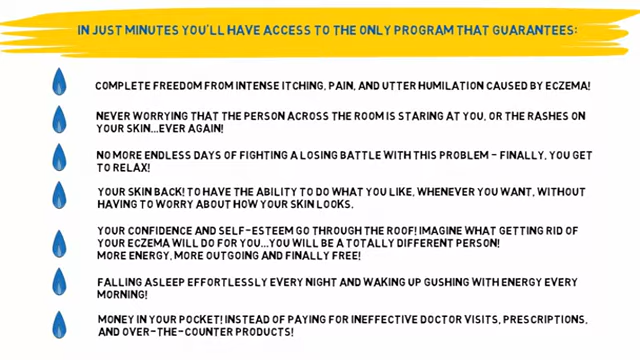 IN JUST MINUTES YOU'LL HAVE ACCESS TO THE ONLY PROGRAM THAT GUARANTEES:
COMPLETE FREEDOM FROM INTENSE ITCHING, PAIN, AND UTTER HUMILATION CAUSED BY ECZEMA!
NEVER WORRYING THAT THE PERSON ACROSS THE ROOM IS STARING AT YOU, OR THE RASHES ON
YOUR SKIN...EVER AGAIN!
NO MORE ENDLESS DAYS OF FIGHTING A LOSING BATTLE WITH THIS PROBLEM - FINALLY, YOU GET
TO RELAX!
YOUR SKIN BACK! TO HAVE THE ABILITY TO DO WHAT YOU LIKE, WHENEVER YOU WANT, WITHOUT
HAVING TO WORRY ABOUT HOW YOUR SKIN LOOKS.
YOUR CONFIDENCE AND SELF-ESTEEM GO THROUGH THE ROOF! IMAGINE WHAT GETTING RID OF
YOUR ECZEMA WILL DO FOR YOU...YOU WILL BE A TOTALLY DIFFERENT PERSON!
MORE ENERGY, MORE OUTGOING AND FINALLY FREE!
FALLING ASLEEP EFFORTLESSLY EVERY NIGHT AND WAKING UP GUSHING WITH ENERGY EVERY
MORNING!
MONEY IN YOUR POCKET! INSTEAD OF PAYING FOR INEFFECTIVE DOCTOR VISITS, PRESCRIPTIONS,
AND OVER-THE-COUNTER PRODUCTS!